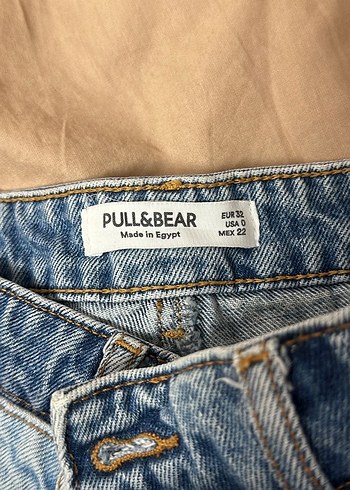 PULL&BEAR
Made in Egypt
EUR 32
USA 0
MEX 22